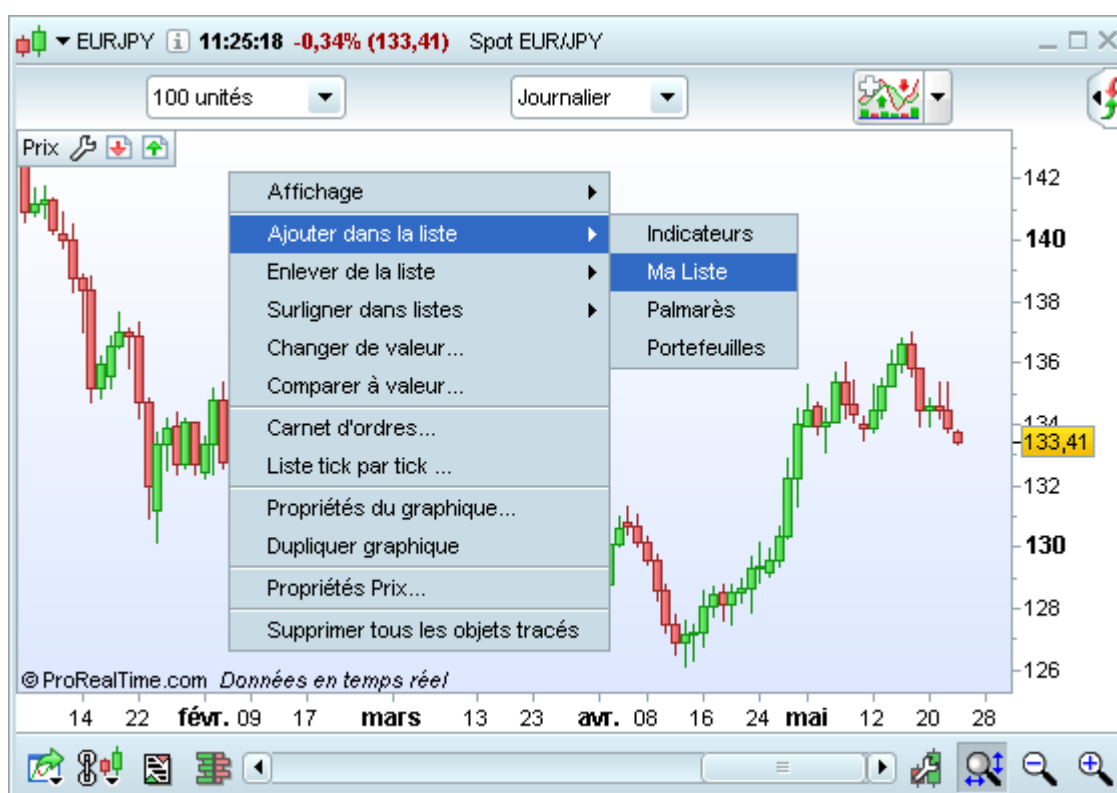 EURJPY i 11:25:18 -0,34% (133,41) Spot EUR/JPY
100 unités Journalier
Prix
Affichage
Ajouter dans la liste
Enlever de la liste
Surligner dans listes
Changer de valeur...
Comparer à valeur...
Carnet d'ordres...
Liste tick par tick ...
Propriétés du graphique...
Dupliquer graphique
Propriétés Prix...
Supprimer tous les objets tracés
Indicateurs
Ma Liste
Palmarès
Portefeuilles
142
140
138
136
134
133,41
132
130
128
126
© ProRealTime.com Données en temps réel
14 22 févr. 09 17 mars 13 23 avr. 08 16 24 mai 12 20 28